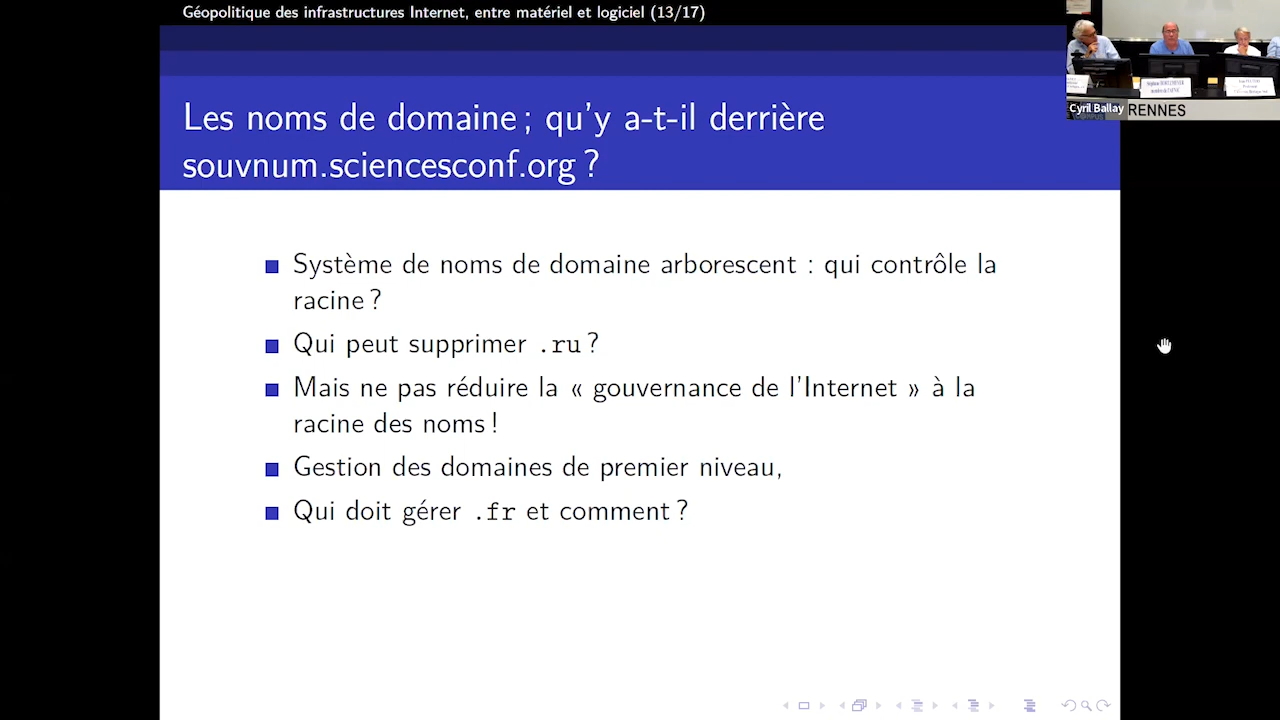 Géopolitique des infrastructures Internet, entre matériel et logiciel (13/17)
Les noms de domaine ; qu'y a-t-il derrière
souvnum.sciencesconf.org ?
Système de noms de domaine arborescent : qui contrôle la
racine ?
Qui peut supprimer .ru ?
Mais ne pas réduire la « gouvernance de l'Internet » à la
racine des noms !
Gestion des domaines de premier niveau,
Qui doit gérer .fr et comment ?
Cyril Ballay
RENNES